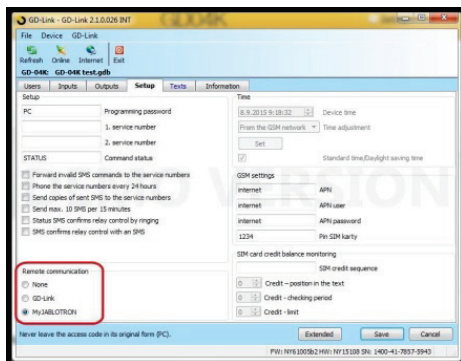 GD-Link - GD-Link 2.1.0.026 INT
File Device GD-Link
Refresh Online Internet Exit
GD-04K: GD-04K test.gdb
Users Inputs Outputs Setup Texts Information
Setup
PC Programming password
1. service number
2. service number
STATUS Command status
Forward invalid SMS commands to the service numbers
Phone the service numbers every 24 hours
Send copies of sent SMS to the service numbers
Send max. 10 SMS per 15 minutes
Status SMS confirms relay control by ringing
SMS confirms relay control with an SMS
Remote communication
None
GD-Link
MyJABLOTRON
Time
8.9.2015 9:18:32 Device time
From the GSM network Time adjustment
Set
Standard time/Daylight saving time
GSM settings
internet APN
internet APN user
internet APN password
1234 Pin SIM karty
SIM card credit balance monitoring
SIM credit sequence
0 Credit - position in the text
0 Credit - checking period
0 Credit - limit
Never leave the access code in its original form (PC).
Extended Save Cancel